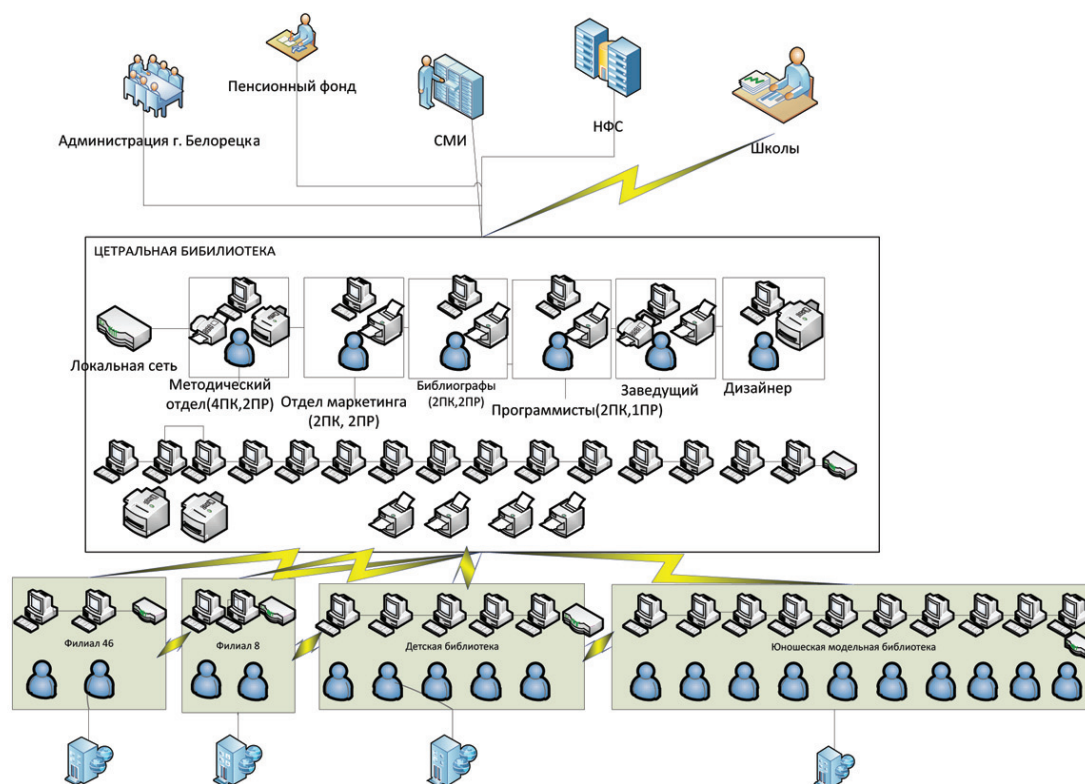 Пенсионный фонд
Администрация г. Белорецка
СМИ
НФС
Школы
ЦЕТРАЛЬНАЯ БИБИЛИОТЕКА
Локальная сеть
Методический
отдел(4ПК,2ПР)
Отдел маркетинга
(2ПК, 2ПР)
Библиографы
(2ПК,2ПР)
Программисты(2ПК,1ПР)
Заведущий
Дизайнер
Филиал 46
Филиал 8
Детская библиотека
Юношеская модельная библиотека